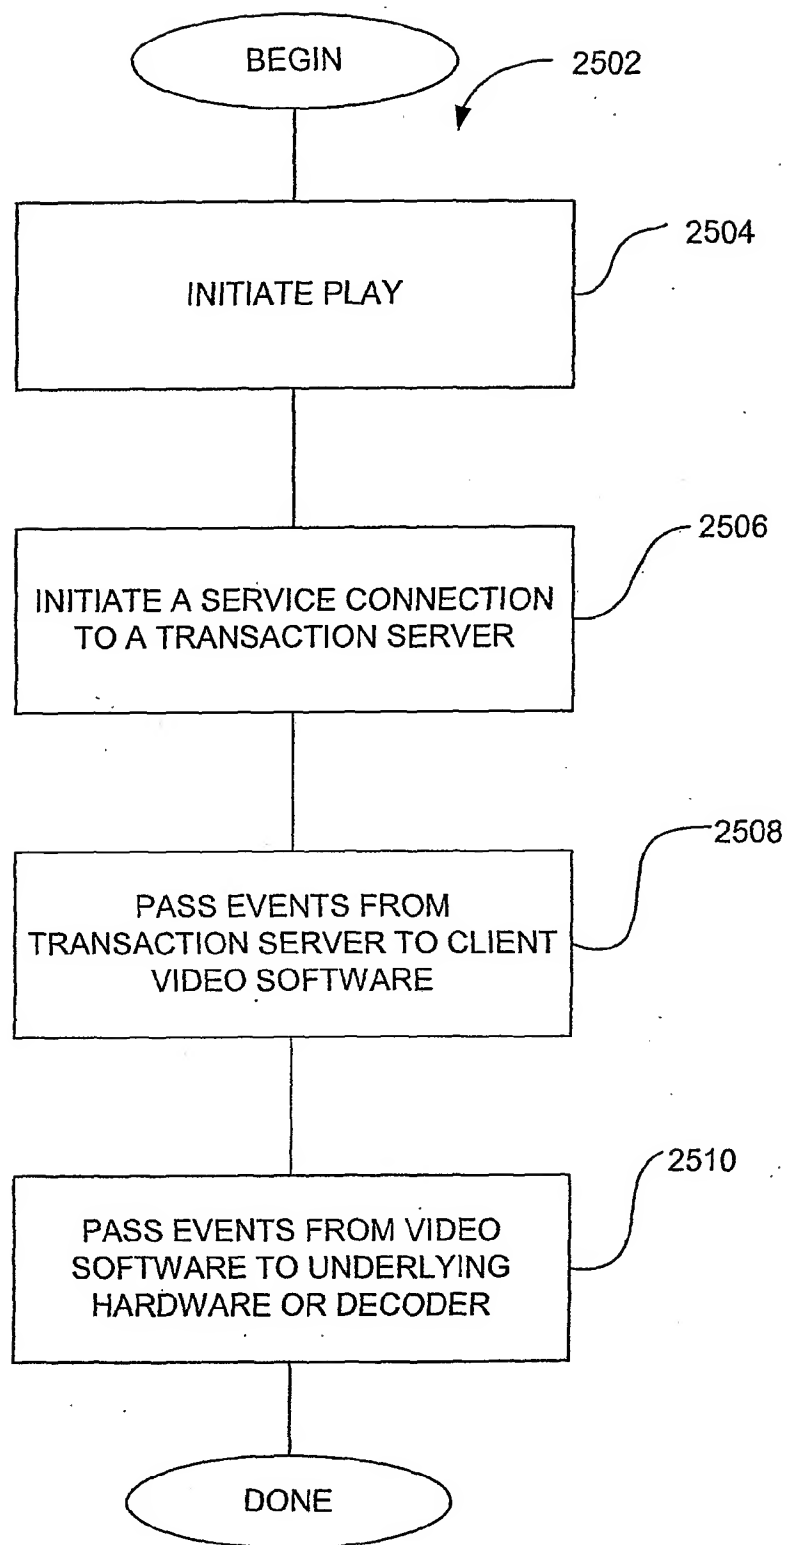 BEGIN
2502
2504
INITIATE PLAY
2506
INITIATE A SERVICE CONNECTION
TO A TRANSACTION SERVER
2508
PASS EVENTS FROM
TRANSACTION SERVER TO CLIENT
VIDEO SOFTWARE
2510
PASS EVENTS FROM VIDEO
SOFTWARE TO UNDERLYING
HARDWARE OR DECODER
DONE